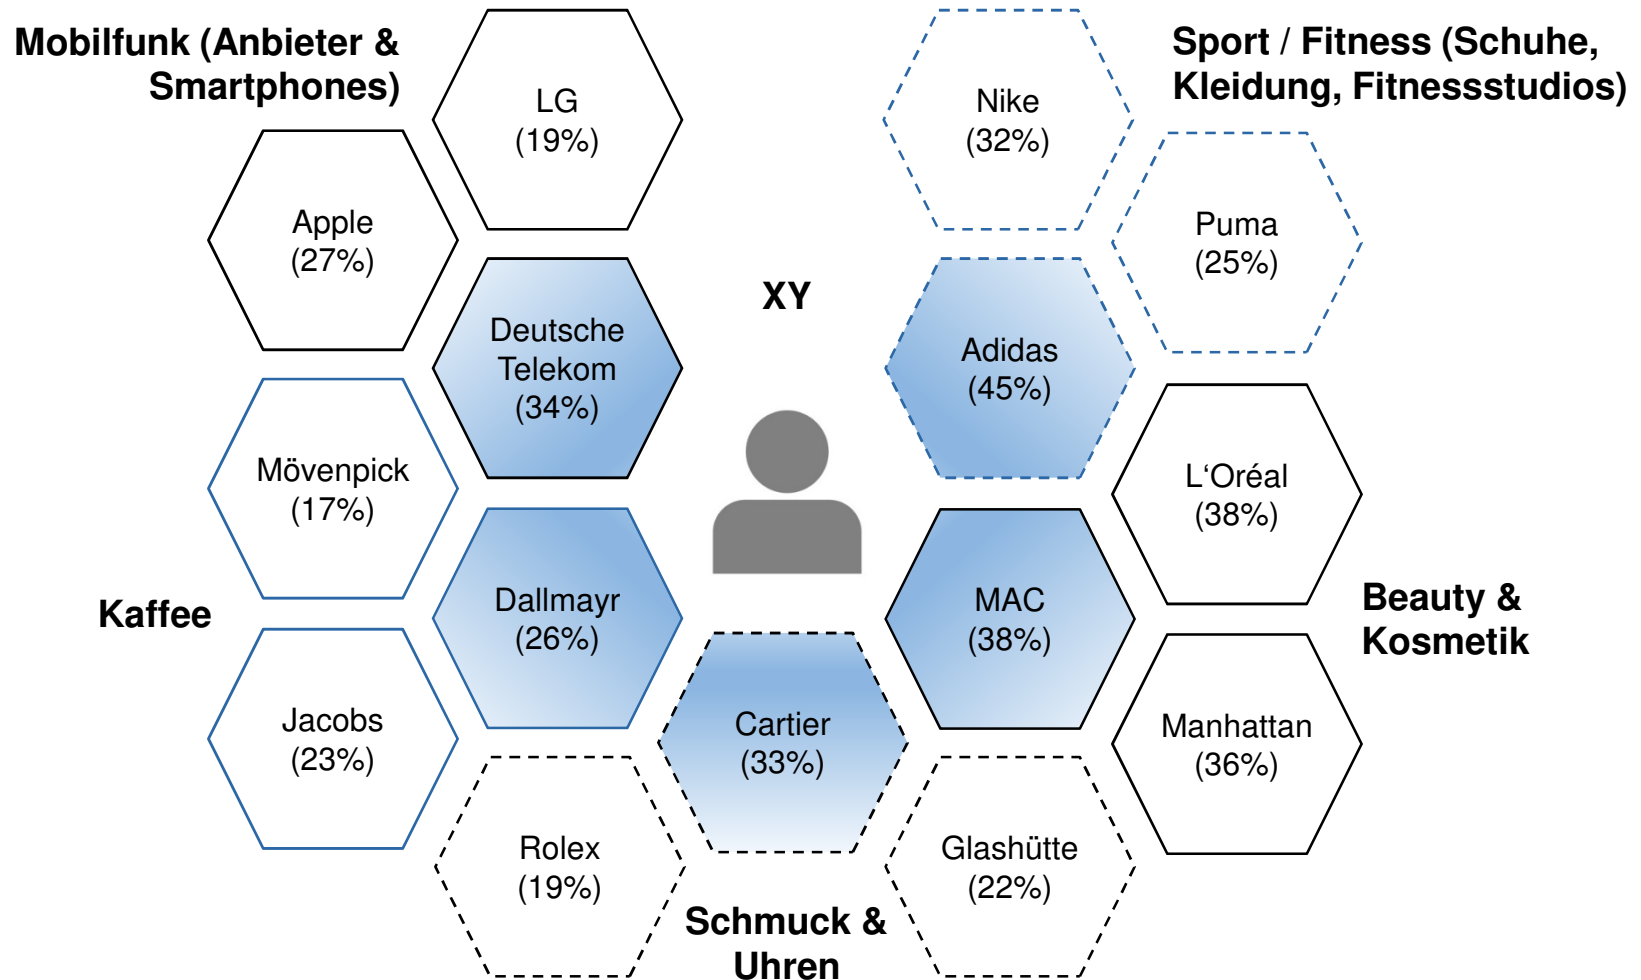 Mobilfunk (Anbieter &
Smartphones)
LG
(19%)
Apple
(27%)
Deutsche
Telekom
(34%)
XY
Sport / Fitness (Schuhe,
Kleidung, Fitnessstudios)
Nike
(32%)
Puma
(25%)
Adidas
(45%)
Mövenpick
(17%)
Kaffee
Dallmayr
(26%)
Jacobs
(23%)
L‘Oréal
(38%)
MAC
(38%)
Beauty &
Kosmetik
Manhattan
(36%)
Cartier
(33%)
Rolex
(19%)
Glashütte
(22%)
Schmuck &
Uhren